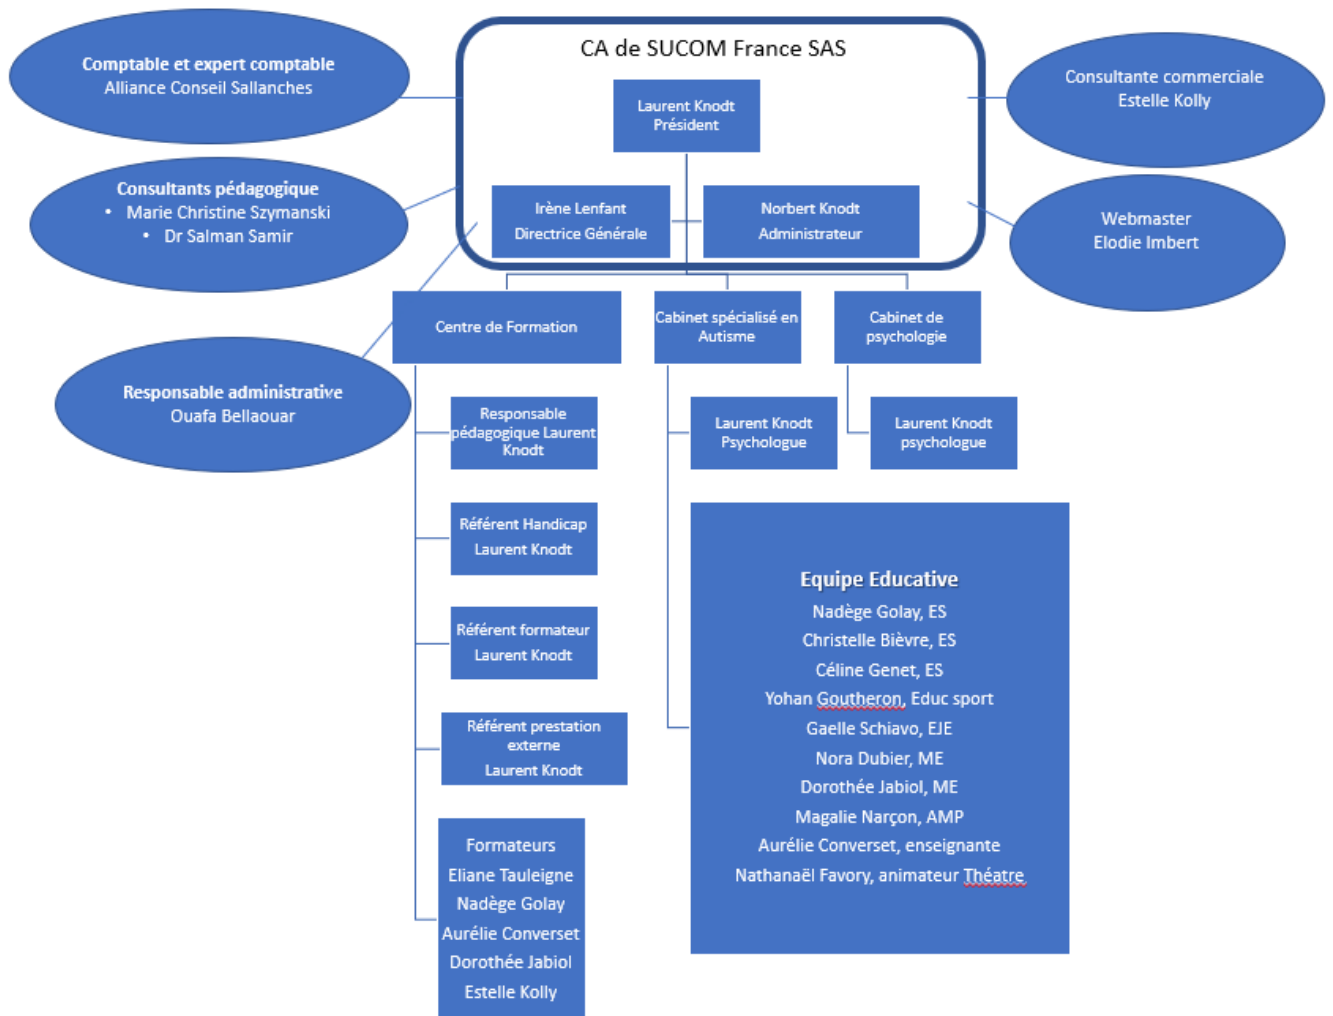 CA de SUCOM France SAS
Comptable et expert comptable
Alliance Conseil Sallanches
Consultante commerciale
Estelle Kolly
Laurent Knodt
Président
Consultants pédagogique
• Marie Christine Szymanski
• Dr Salman Samir
Irène Lenfant
Directrice Générale
Norbert Knodt
Administrateur
Webmaster
Elodie Imbert
Responsable administrative
Ouafa Bellaouar
Centre de Formation
Cabinet spécialisé en
Autisme
Cabinet de
psychologie
Responsable
pédagogique Laurent
Knodt
Référent Handicap
Laurent Knodt
Référent formateur
Laurent Knodt
Référent prestation
externe
Laurent Knodt
Formateurs
Eliane Tauleigne
Nadège Golay
Aurélie Converset
Dorothée Jabiol
Estelle Kolly
Laurent Knodt
Psychologue
Laurent Knodt
psychologue
Equipe Educative
Nadège Golay, ES
Christelle Bièvre, ES
Céline Genet, ES
Yohan Goutheron, Educ sport
Gaelle Schiavo, EJE
Nora Dubier, ME
Dorothée Jabiol, ME
Magalie Narçon, AMP
Aurélie Converset, enseignante
Nathanaël Favory, animateur Théatre